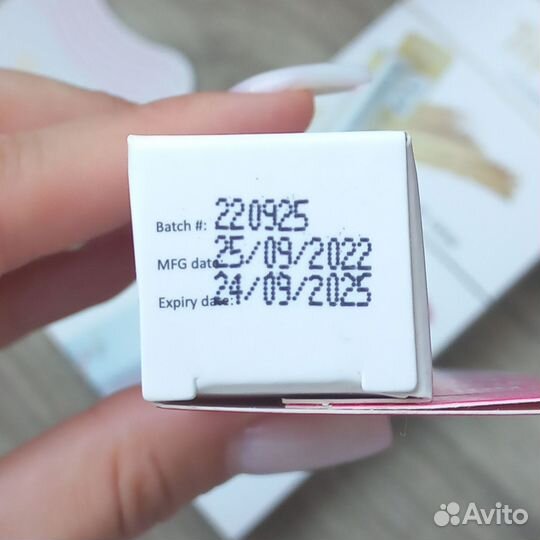 Batch #: 220925
MFG date: 25/09/2022
Expiry date: 24/09/2025
Avito